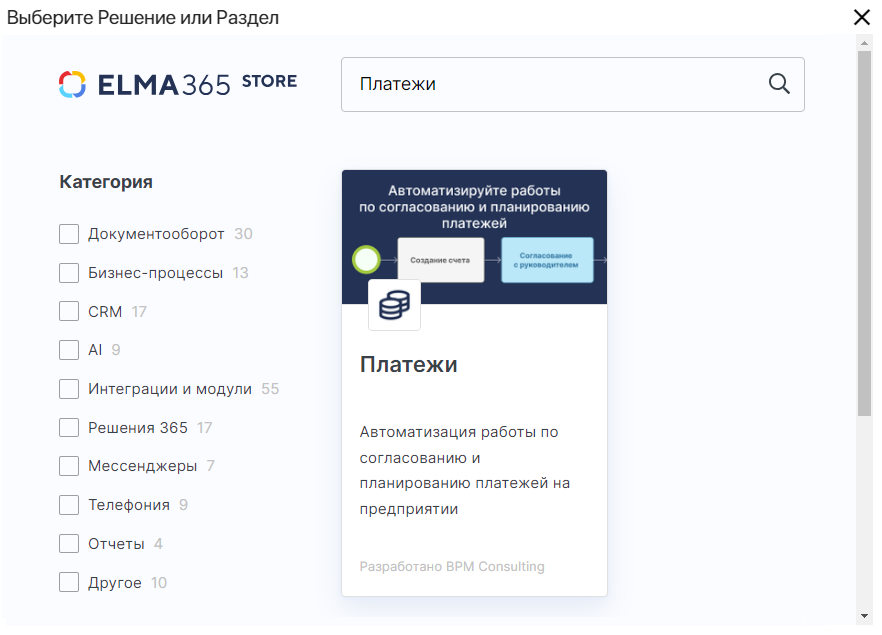 Выберите Решение или Раздел
ELMA365 STORE
Платежи
Категория
Документооборот 30
Бизнес-процессы 13
CRM 17
AI 9
Интеграции и модули 55
Решения 365 17
Мессенджеры 7
Телефония 9
Отчеты 4
Другое 10
Автоматизируйте работы
по согласованию и планированию
платежей
Создание счета
Согласование
с руководителем
Платежи
Автоматизация работы по
согласованию и
планированию платежей на
предприятии
Разработано BPM Consulting